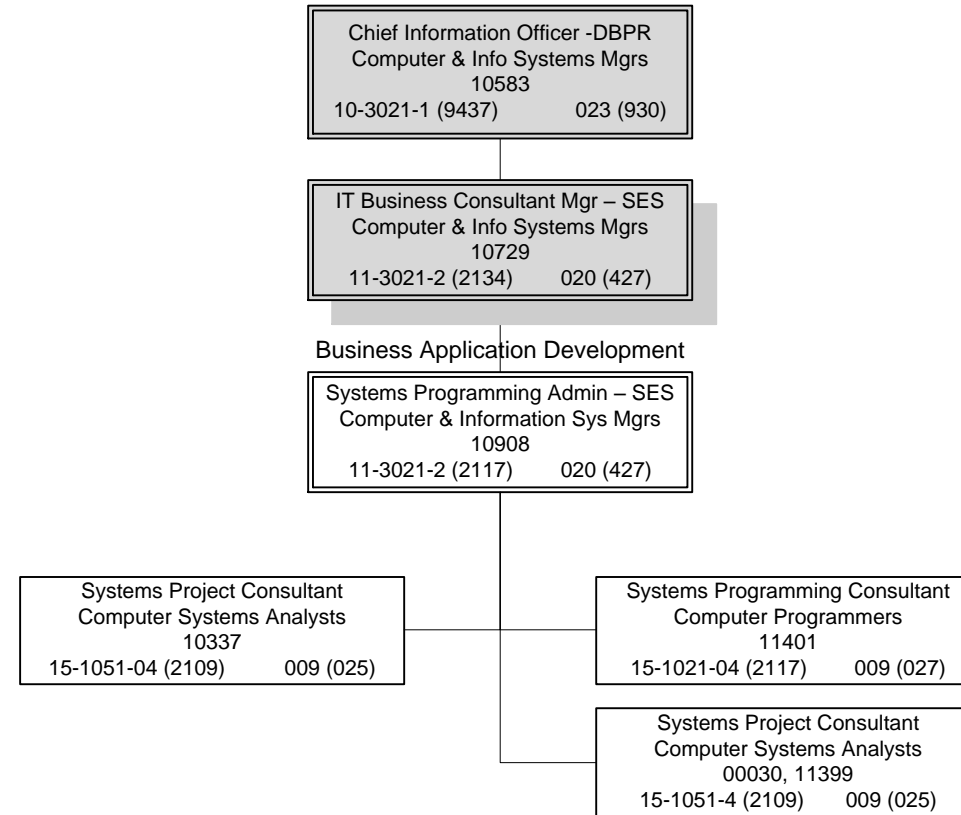 Chief Information Officer -DBPR
Computer & Info Systems Mgrs
10583
10-3021-1 (9437) 023 (930)
IT Business Consultant Mgr – SES
Computer & Info Systems Mgrs
10729
11-3021-2 (2134) 020 (427)
Business Application Development
Systems Programming Admin – SES
Computer & Information Sys Mgrs
10908
11-3021-2 (2117) 020 (427)
Systems Project Consultant
Computer Systems Analysts
10337
15-1051-04 (2109) 009 (025)
Systems Programming Consultant
Computer Programmers
11401
15-1021-04 (2117) 009 (027)
Systems Project Consultant
Computer Systems Analysts
00030, 11399
15-1051-4 (2109) 009 (025)